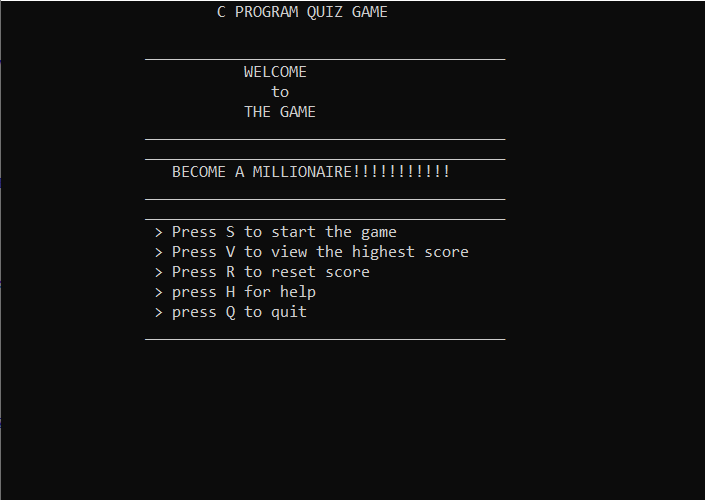 C PROGRAM QUIZ GAME
WELCOME
to
THE GAME
BECOME A MILLIONAIRE!!!!!!!!!!!
> Press S to start the game
> Press V to view the highest score
> Press R to reset score
> press H for help
> press Q to quit